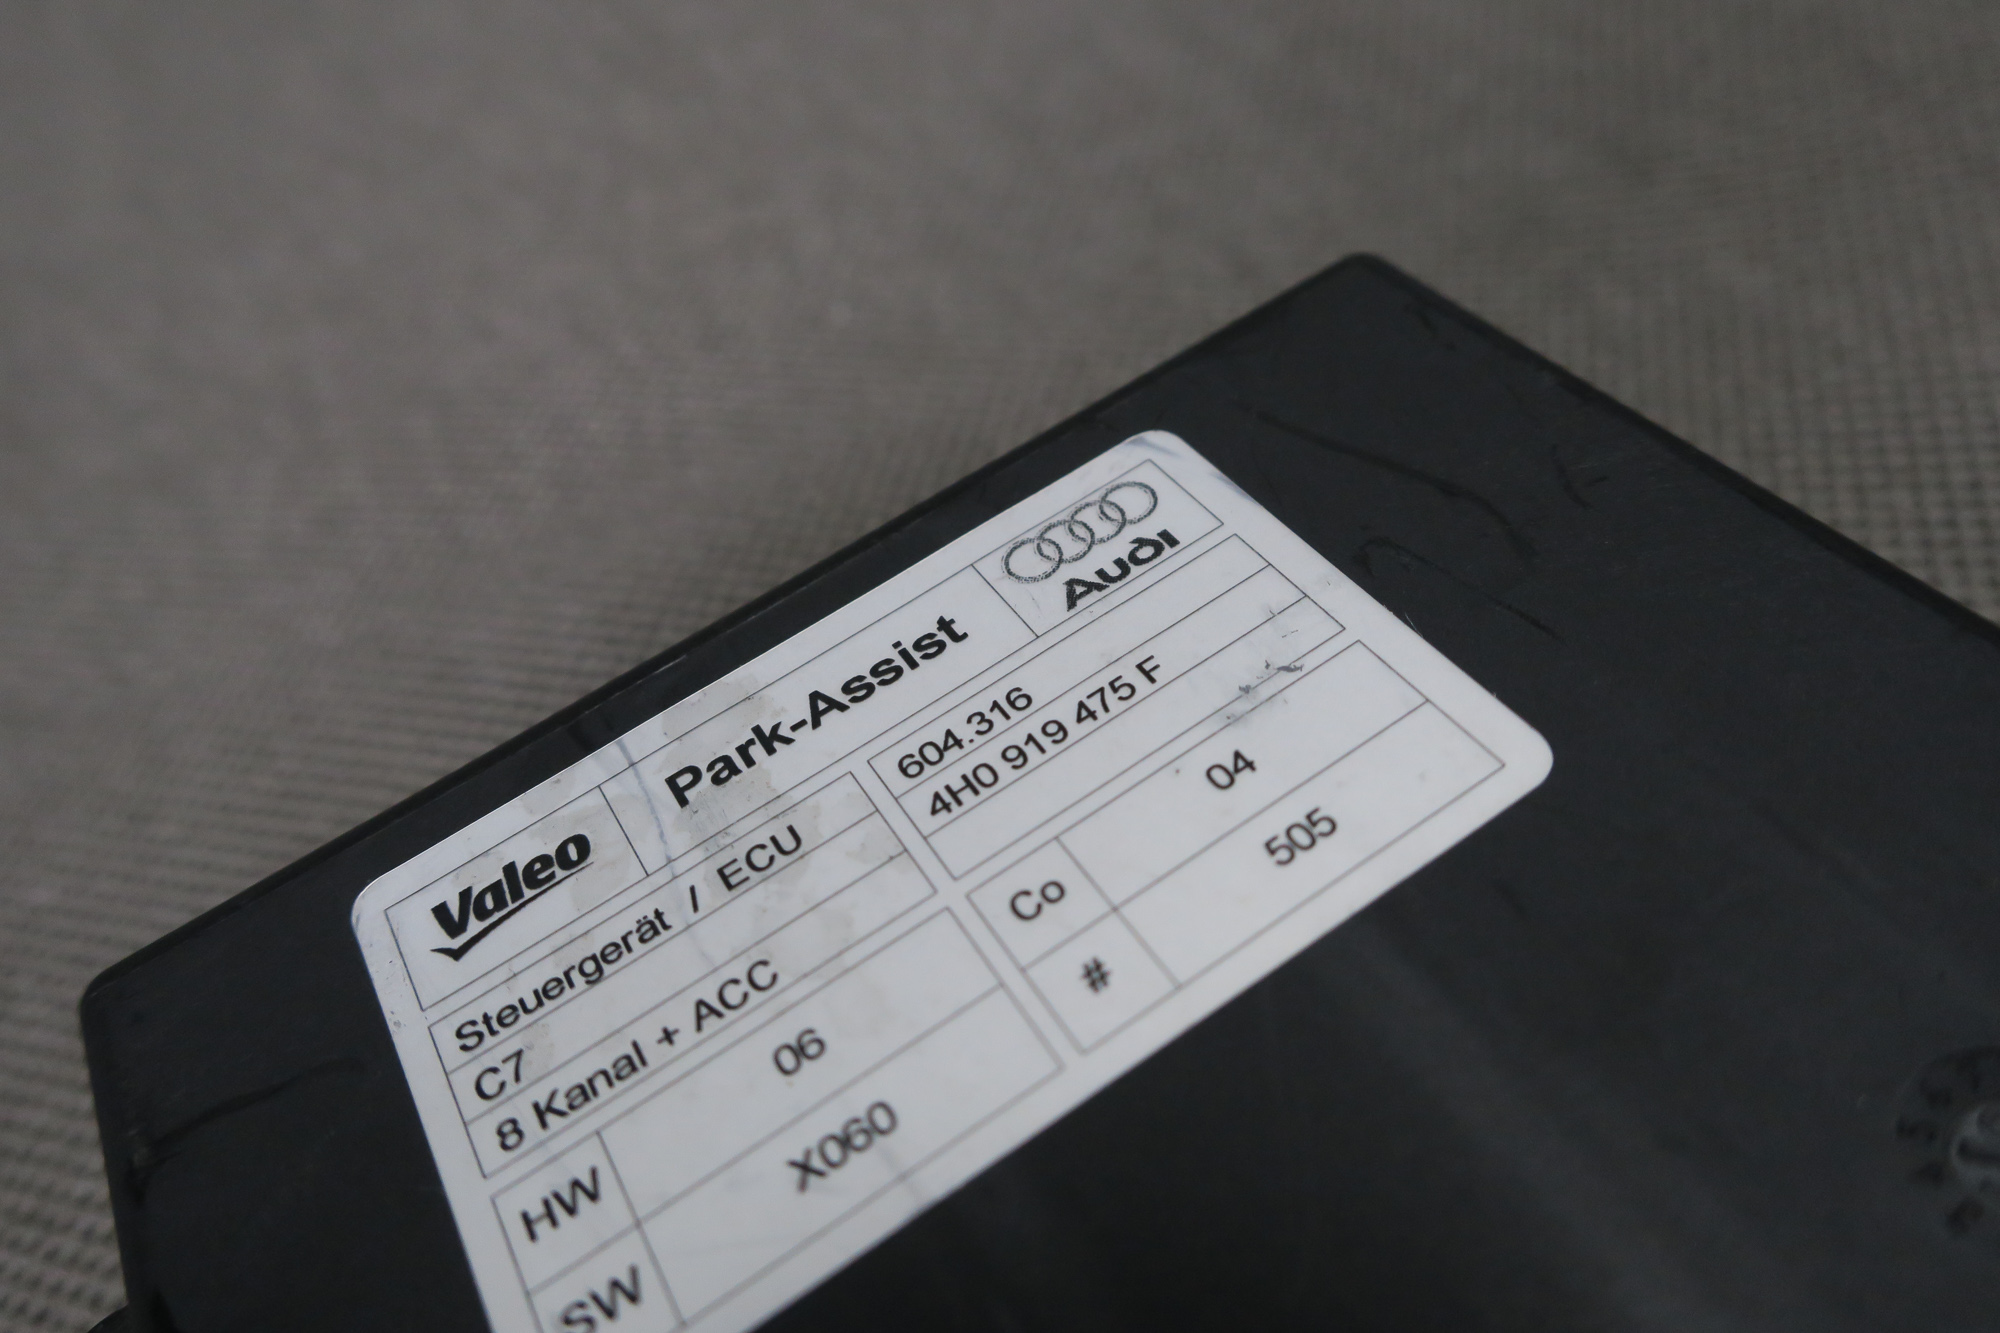 Valeo
Park-Assist
Audi
Steuergerät / ECU
604.316
C7
4H0 919 475 F
8 Kanal + ACC
HW 06
Co 04
SW X060
# 505